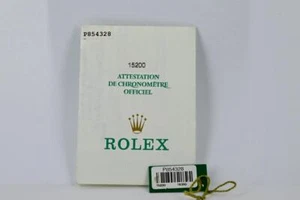 P854328
15200
ATTESTATION
DE CHRONOMÈTRE
OFFICIEL
ROLEX
P854328